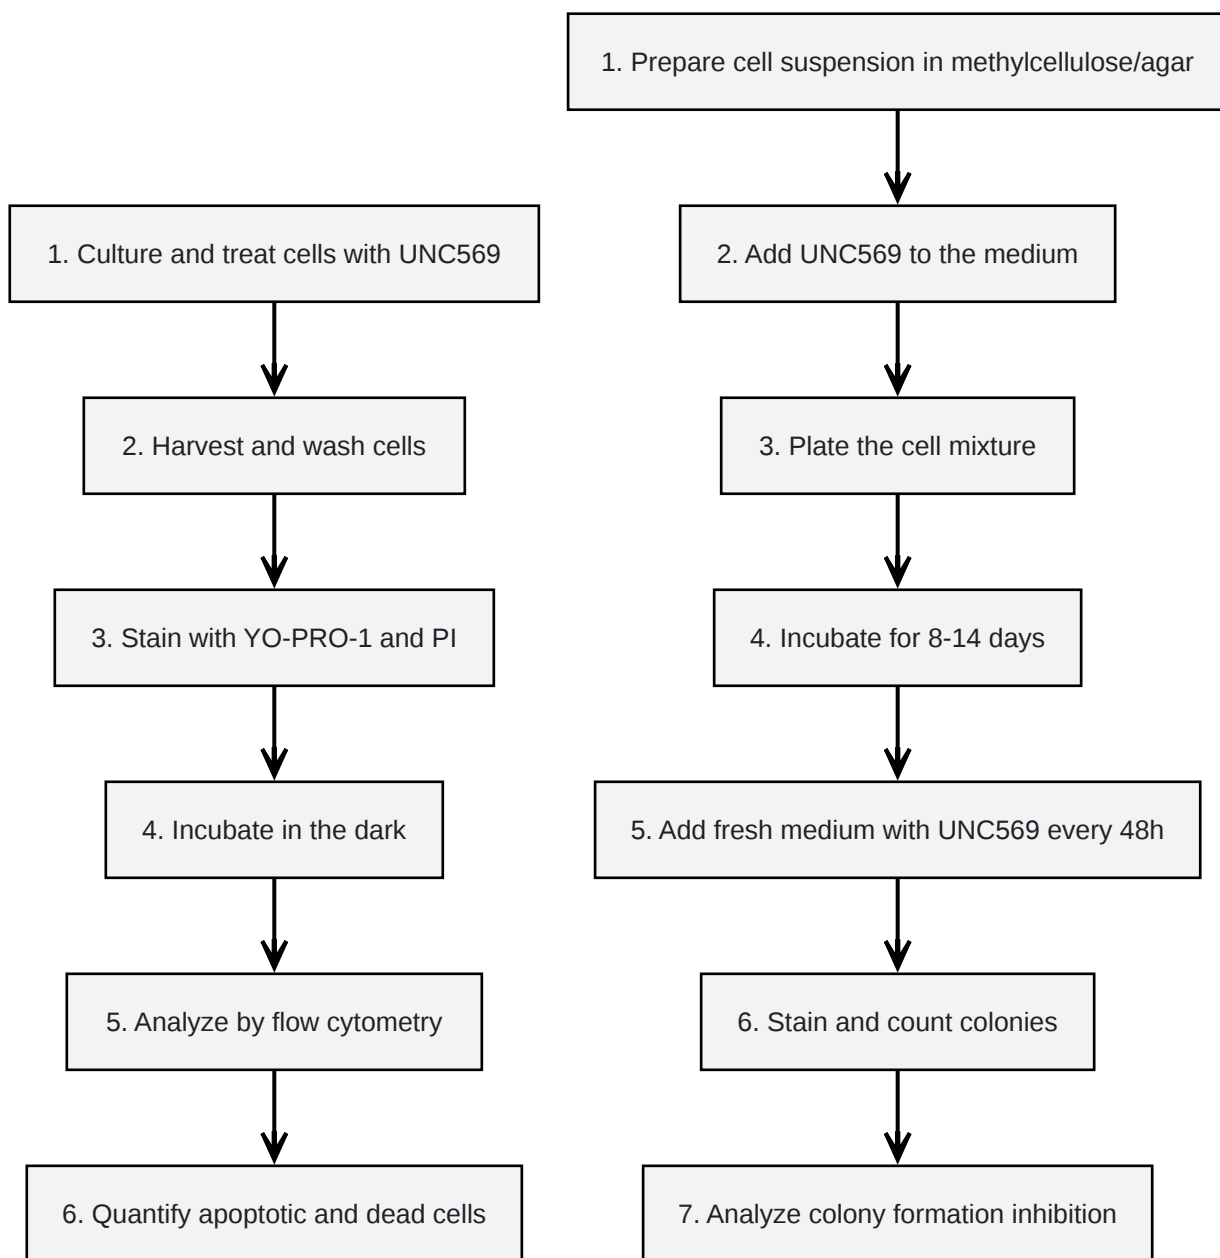 1. Culture and treat cells with UNC569
2. Harvest and wash cells
3. Stain with YO-PRO-1 and PI
4. Incubate in the dark
5. Analyze by flow cytometry
6. Quantify apoptotic and dead cells
1. Prepare cell suspension in methylcellulose/agar
2. Add UNC569 to the medium
3. Plate the cell mixture
4. Incubate for 8-14 days
5. Add fresh medium with UNC569 every 48h
6. Stain and count colonies
7. Analyze colony formation inhibition